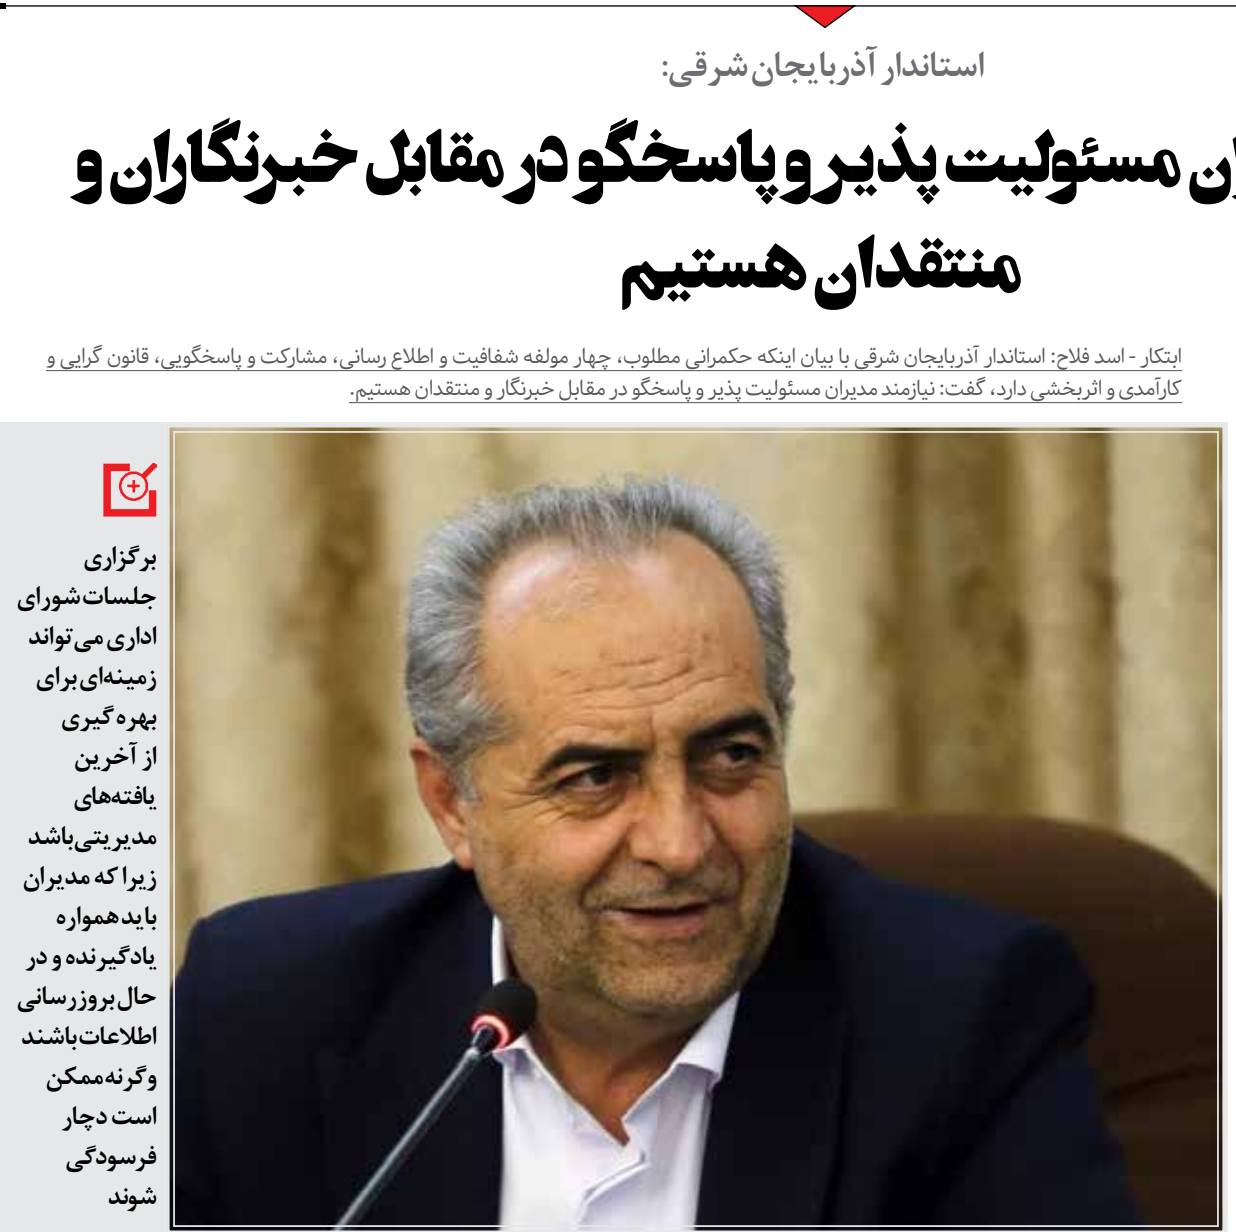 استاندار آذربایجان شرقی:
مسئولیت پذیر و پاسخگو در مقابل خبرنگاران و
منتقدان هستیم
ابتکار - اسد فلاح: استاندار آذربایجان شرقی با بیان اینکه حکمرانی مطلوب، چهار مولفه شفافیت و اطلاع رسانی، مشارکت و پاسخگویی، قانون گرایی و
کارآمدی و اثربخشی دارد، گفت: نیازمند مدیران مسئولیت پذیر و پاسخگو در مقابل خبرنگار و منتقدان هستیم.
برگزاری
جلسات شورای
اداری می تواند
زمینه‌ای برای
بهره گیری
از آخرین
یافته‌های
مدیریتی باشد
زیرا که مدیران
باید همواره
یادگیرنده و در
حال بروزرسانی
اطلاعات باشند
وگرنه ممکن
است دچار
فرسودگی
شوند